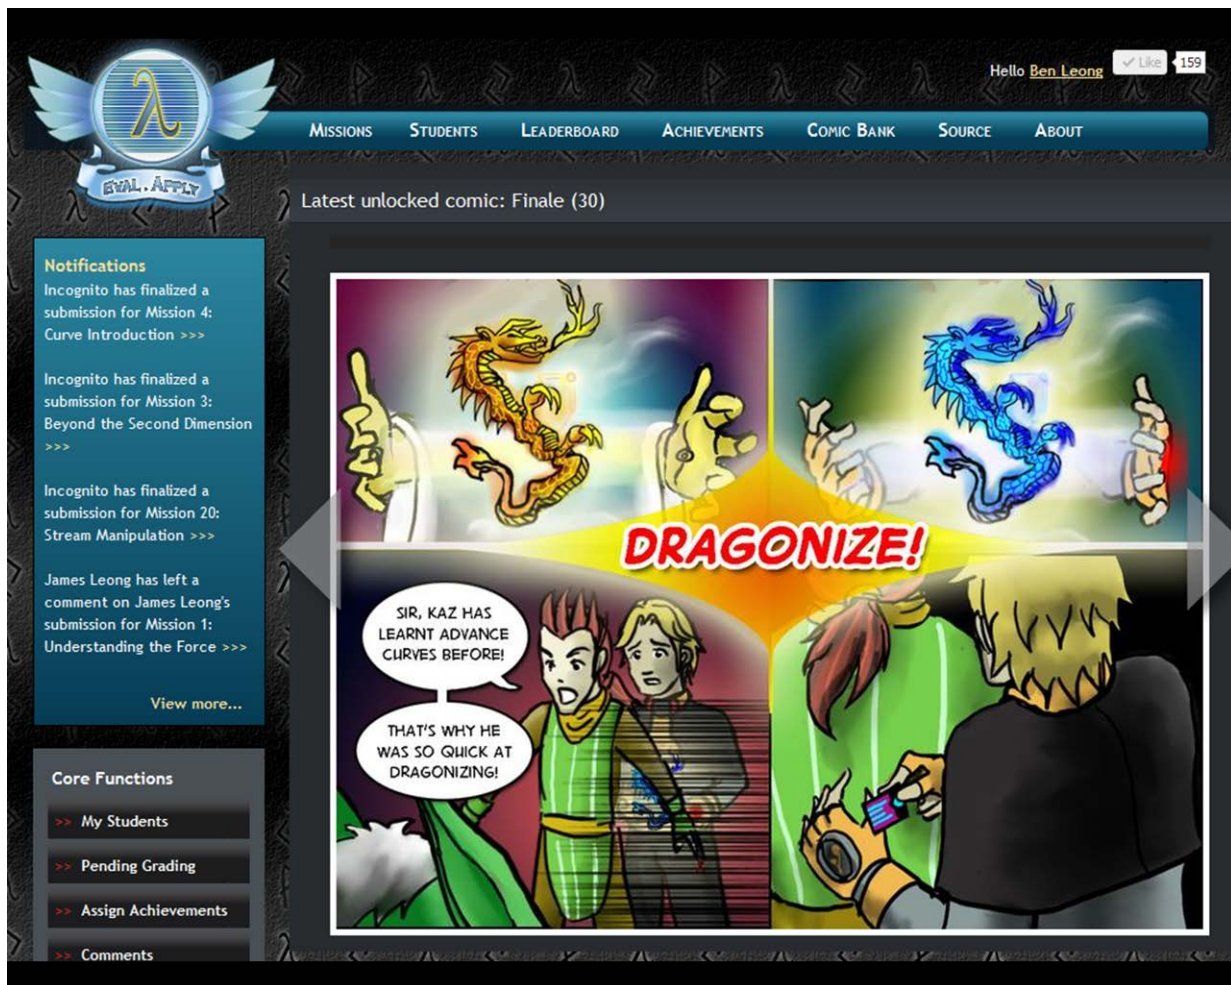 Hello Ben Leong
Like
159
λ
EVAL . APPLY
MISSIONS STUDENTS LEADERBOARD ACHIEVEMENTS COMIC BANK SOURCE ABOUT
Latest unlocked comic: Finale (30)
Notifications
Incognito has finalized a
submission for Mission 4:
Curve Introduction >>>
Incognito has finalized a
submission for Mission 3:
Beyond the Second Dimension
>>>
Incognito has finalized a
submission for Mission 20:
Stream Manipulation >>>
James Leong has left a
comment on James Leong's
submission for Mission 1:
Understanding the Force >>>
View more...
Core Functions
>> My Students
>> Pending Grading
>> Assign Achievements
>> Comments
DRAGONIZE!
SIR, KAZ HAS
LEARNT ADVANCE
CURVES BEFORE!
THAT'S WHY HE
WAS SO QUICK AT
DRAGONIZING!